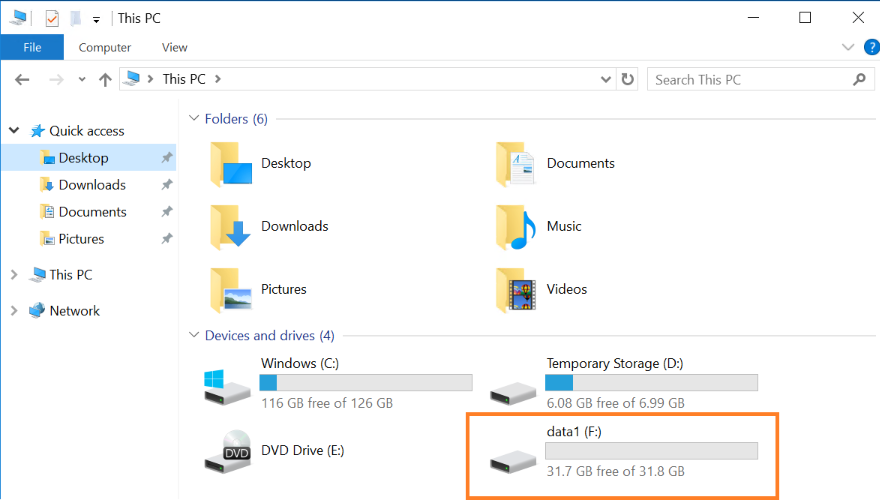 This PC
File Computer View
This PC
Search This PC
Quick access
Desktop
Downloads
Documents
Pictures
This PC
Network
Folders (6)
Desktop
Documents
Downloads
Music
Pictures
Videos
Devices and drives (4)
Windows (C:)
116 GB free of 126 GB
Temporary Storage (D:)
6.08 GB free of 6.99 GB
DVD
DVD Drive (E:)
data1 (F:)
31.7 GB free of 31.8 GB